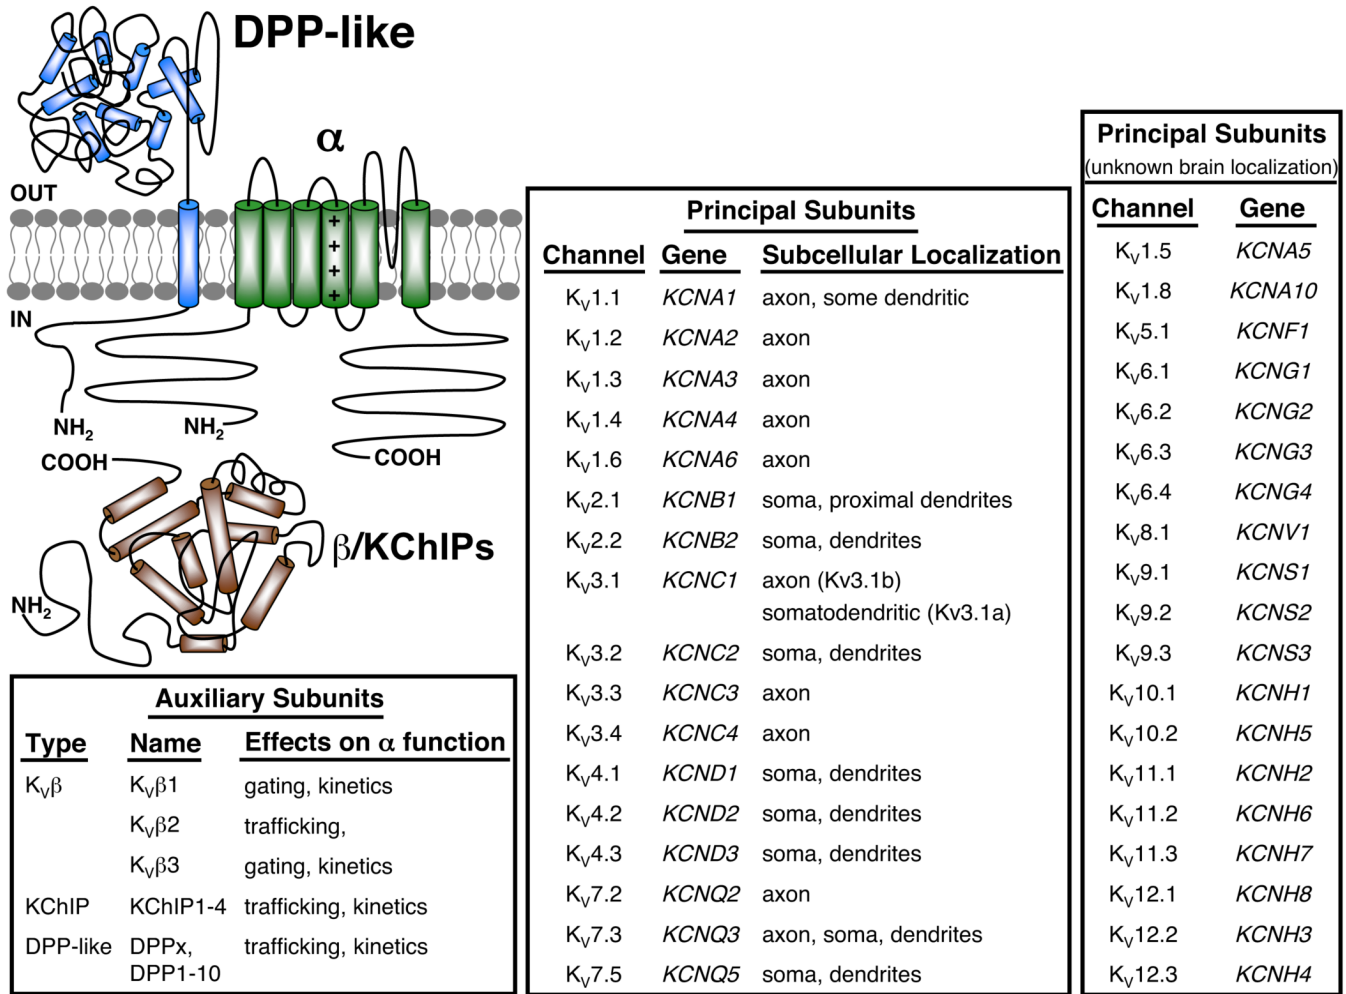 DPP-like
α
OUT
IN
+
+
+
+
NH2
NH2
COOH
COOH
β/KChIPs
NH2
Auxiliary Subunits
Type Name Effects on α function
KVβ KVβ1 gating, kinetics
KVβ2 trafficking,
KVβ3 gating, kinetics
KChIP KChIP1-4 trafficking, kinetics
DPP-like DPPx, trafficking, kinetics
DPP1-10
Principal Subunits
Channel Gene Subcellular Localization
KV1.1 KCNA1 axon, some dendritic
KV1.2 KCNA2 axon
KV1.3 KCNA3 axon
KV1.4 KCNA4 axon
KV1.6 KCNA6 axon
KV2.1 KCNB1 soma, proximal dendrites
KV2.2 KCNB2 soma, dendrites
KV3.1 KCNC1 axon (Kv3.1b)
somatodendritic (Kv3.1a)
KV3.2 KCNC2 soma, dendrites
KV3.3 KCNC3 axon
KV3.4 KCNC4 axon
KV4.1 KCND1 soma, dendrites
KV4.2 KCND2 soma, dendrites
KV4.3 KCND3 soma, dendrites
KV7.2 KCNQ2 axon
KV7.3 KCNQ3 axon, soma, dendrites
KV7.5 KCNQ5 soma, dendrites
Principal Subunits
(unknown brain localization)
Channel Gene
KV1.5 KCNA5
KV1.8 KCNA10
KV5.1 KCNF1
KV6.1 KCNG1
KV6.2 KCNG2
KV6.3 KCNG3
KV6.4 KCNG4
KV8.1 KCNV1
KV9.1 KCNS1
KV9.2 KCNS2
KV9.3 KCNS3
KV10.1 KCNH1
KV10.2 KCNH5
KV11.1 KCNH2
KV11.2 KCNH6
KV11.3 KCNH7
KV12.1 KCNH8
KV12.2 KCNH3
KV12.3 KCNH4